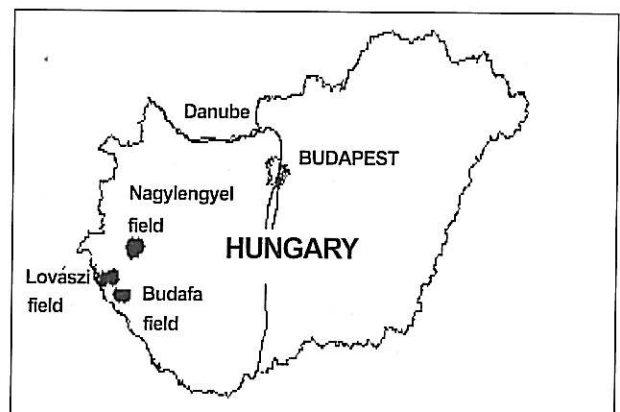 Danube
BUDAPEST
Nagylengyel
field
HUNGARY
Lovászi
field
Budafa
field